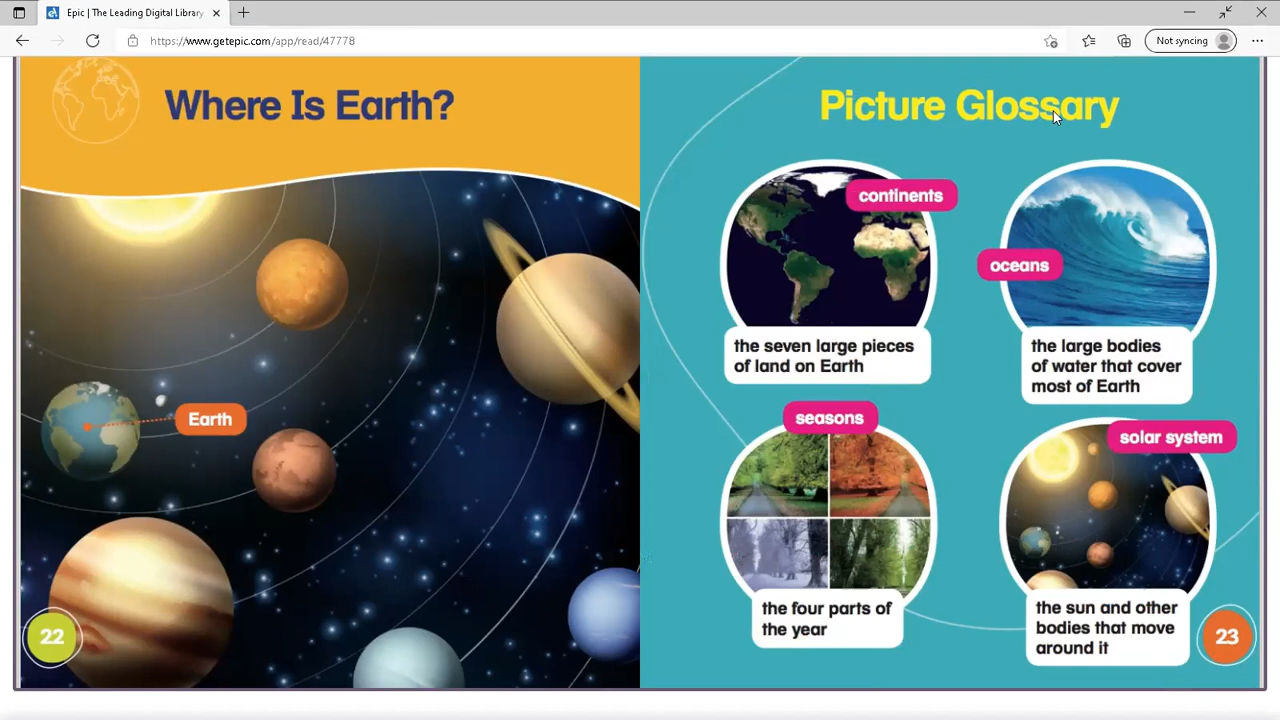 Epic | The Leading Digital Library
https://www.getepic.com/app/read/47778
Not syncing
Where Is Earth?
Earth
22
Picture Glossary
continents
the seven large pieces
of land on Earth
oceans
the large bodies
of water that cover
most of Earth
seasons
the four parts of
the year
solar system
the sun and other
bodies that move
around it
23